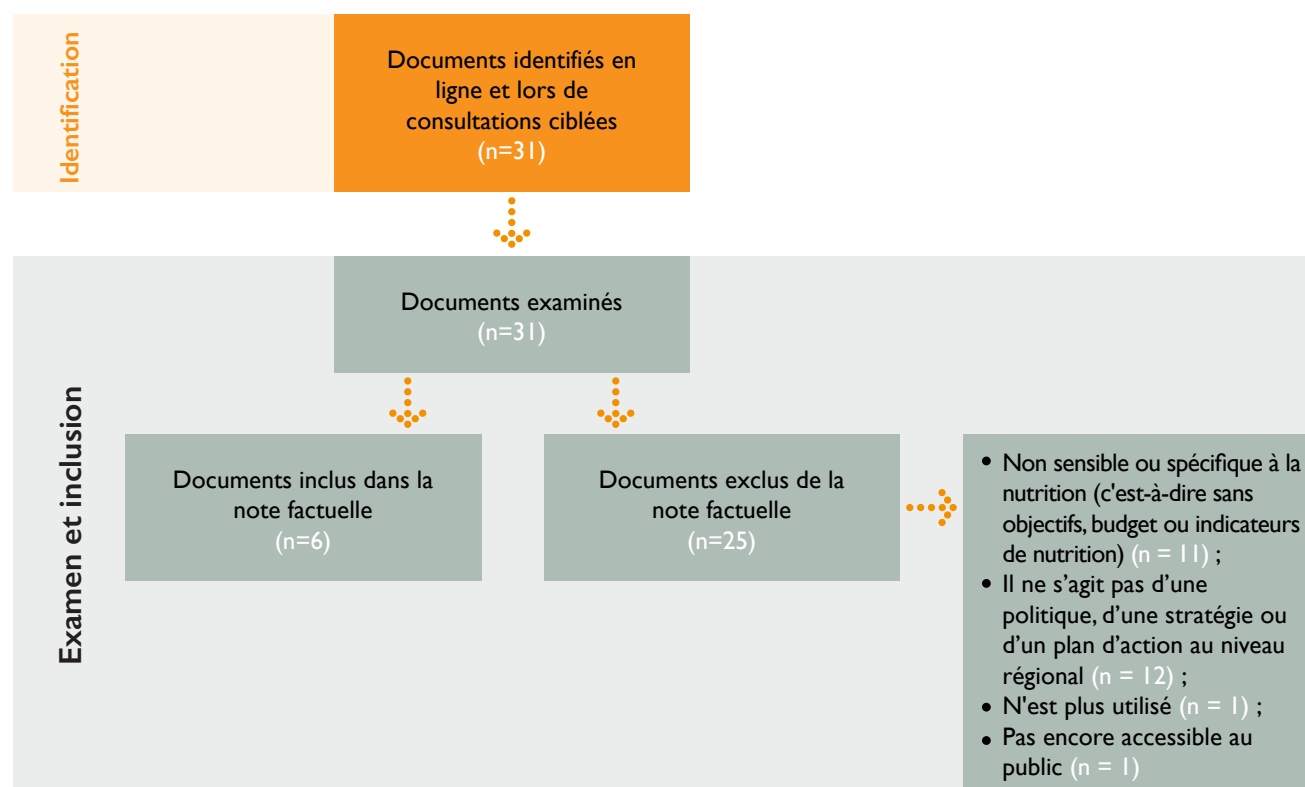 Identification
Documents identifiés en
ligne et lors de
consultations ciblées
(n=31)
Examen et inclusion
Documents examinés
(n=31)
Documents inclus dans la
note factuelle
(n=6)
Documents exclus de la
note factuelle
(n=25)
• Non sensible ou spécifique à la
nutrition (c'est-à-dire sans
objectifs, budget ou indicateurs
de nutrition) (n = 11) ;
• Il ne s’agit pas d’une
politique, d’une stratégie ou
d’un plan d’action au niveau
régional (n = 12) ;
• N'est plus utilisé (n = 1) ;
• Pas encore accessible au
public (n = 1)